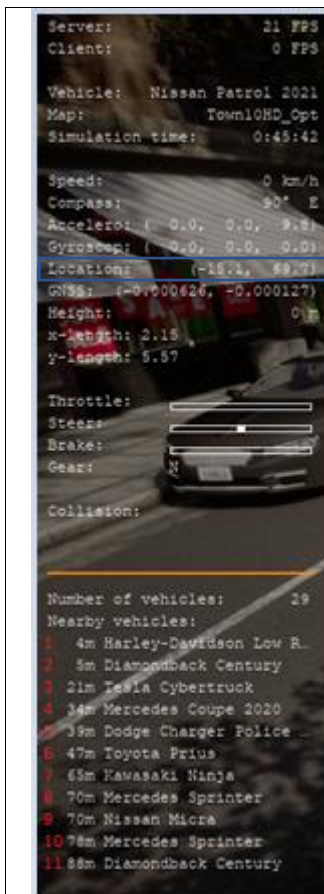 Server: 21 FPS
Client: 0 FPS
Vehicle: Nissan Patrol 2021
Map: Town10HD_Opt
Simulation time: 0:45:42
Speed: 0 km/h
Compass: 90° E
Accelero: ( 0.0, 0.0, 9.8)
Gyroscop: ( 0.0, 0.0, 0.0)
Location: (-15.1, 69.7)
GNSS: (-0.000626, -0.000127)
Height: 0 m
x-length: 2.15
y-length: 5.57
Throttle:
Steer:
Brake:
Gear: N
Collision:
Number of vehicles: 29
Nearby vehicles:
1 4m Harley-Davidson Low R…
2 5m Diamondback Century
3 21m Tesla Cybertruck
4 34m Mercedes Coupe 2020
5 39m Dodge Charger Police …
6 47m Toyota Prius
7 65m Kawasaki Ninja
8 70m Mercedes Sprinter
9 70m Nissan Micra
10 78m Mercedes Sprinter
11 88m Diamondback Century